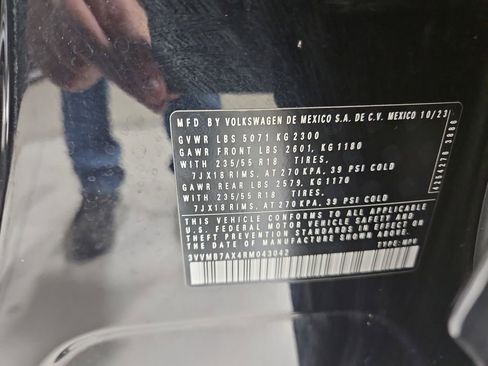 MFD BY VOLKSWAGEN DE MEXICO S.A. DE C.V. MEXICO 10/23
GVWR LBS 5071 KG 2300
GAWR FRONT LBS 2601, KG 1180
WITH 235/55 R18 TIRES,
7JX18 RIMS, AT 270 KPA, 39 PSI COLD
GAWR REAR LBS 2579, KG 1170
WITH 235/55 R18 TIRES,
7JX18 RIMS, AT 270 KPA, 39 PSI COLD
THIS VEHICLE CONFORMS TO ALL APPLICABLE
U.S. FEDERAL MOTOR VEHICLE SAFETY AND
THEFT PREVENTION STANDARDS IN EFFECT ON
THE DATE OF MANUFACTURE SHOWN ABOVE.
3VVMB7AX4RM043042 TYPE: MPV